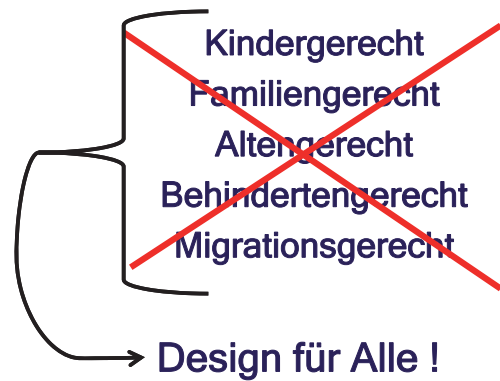 Kindergerecht
Familiengerecht
Altengerecht
Behindertengerecht
Migrationsgerecht
Design für Alle !